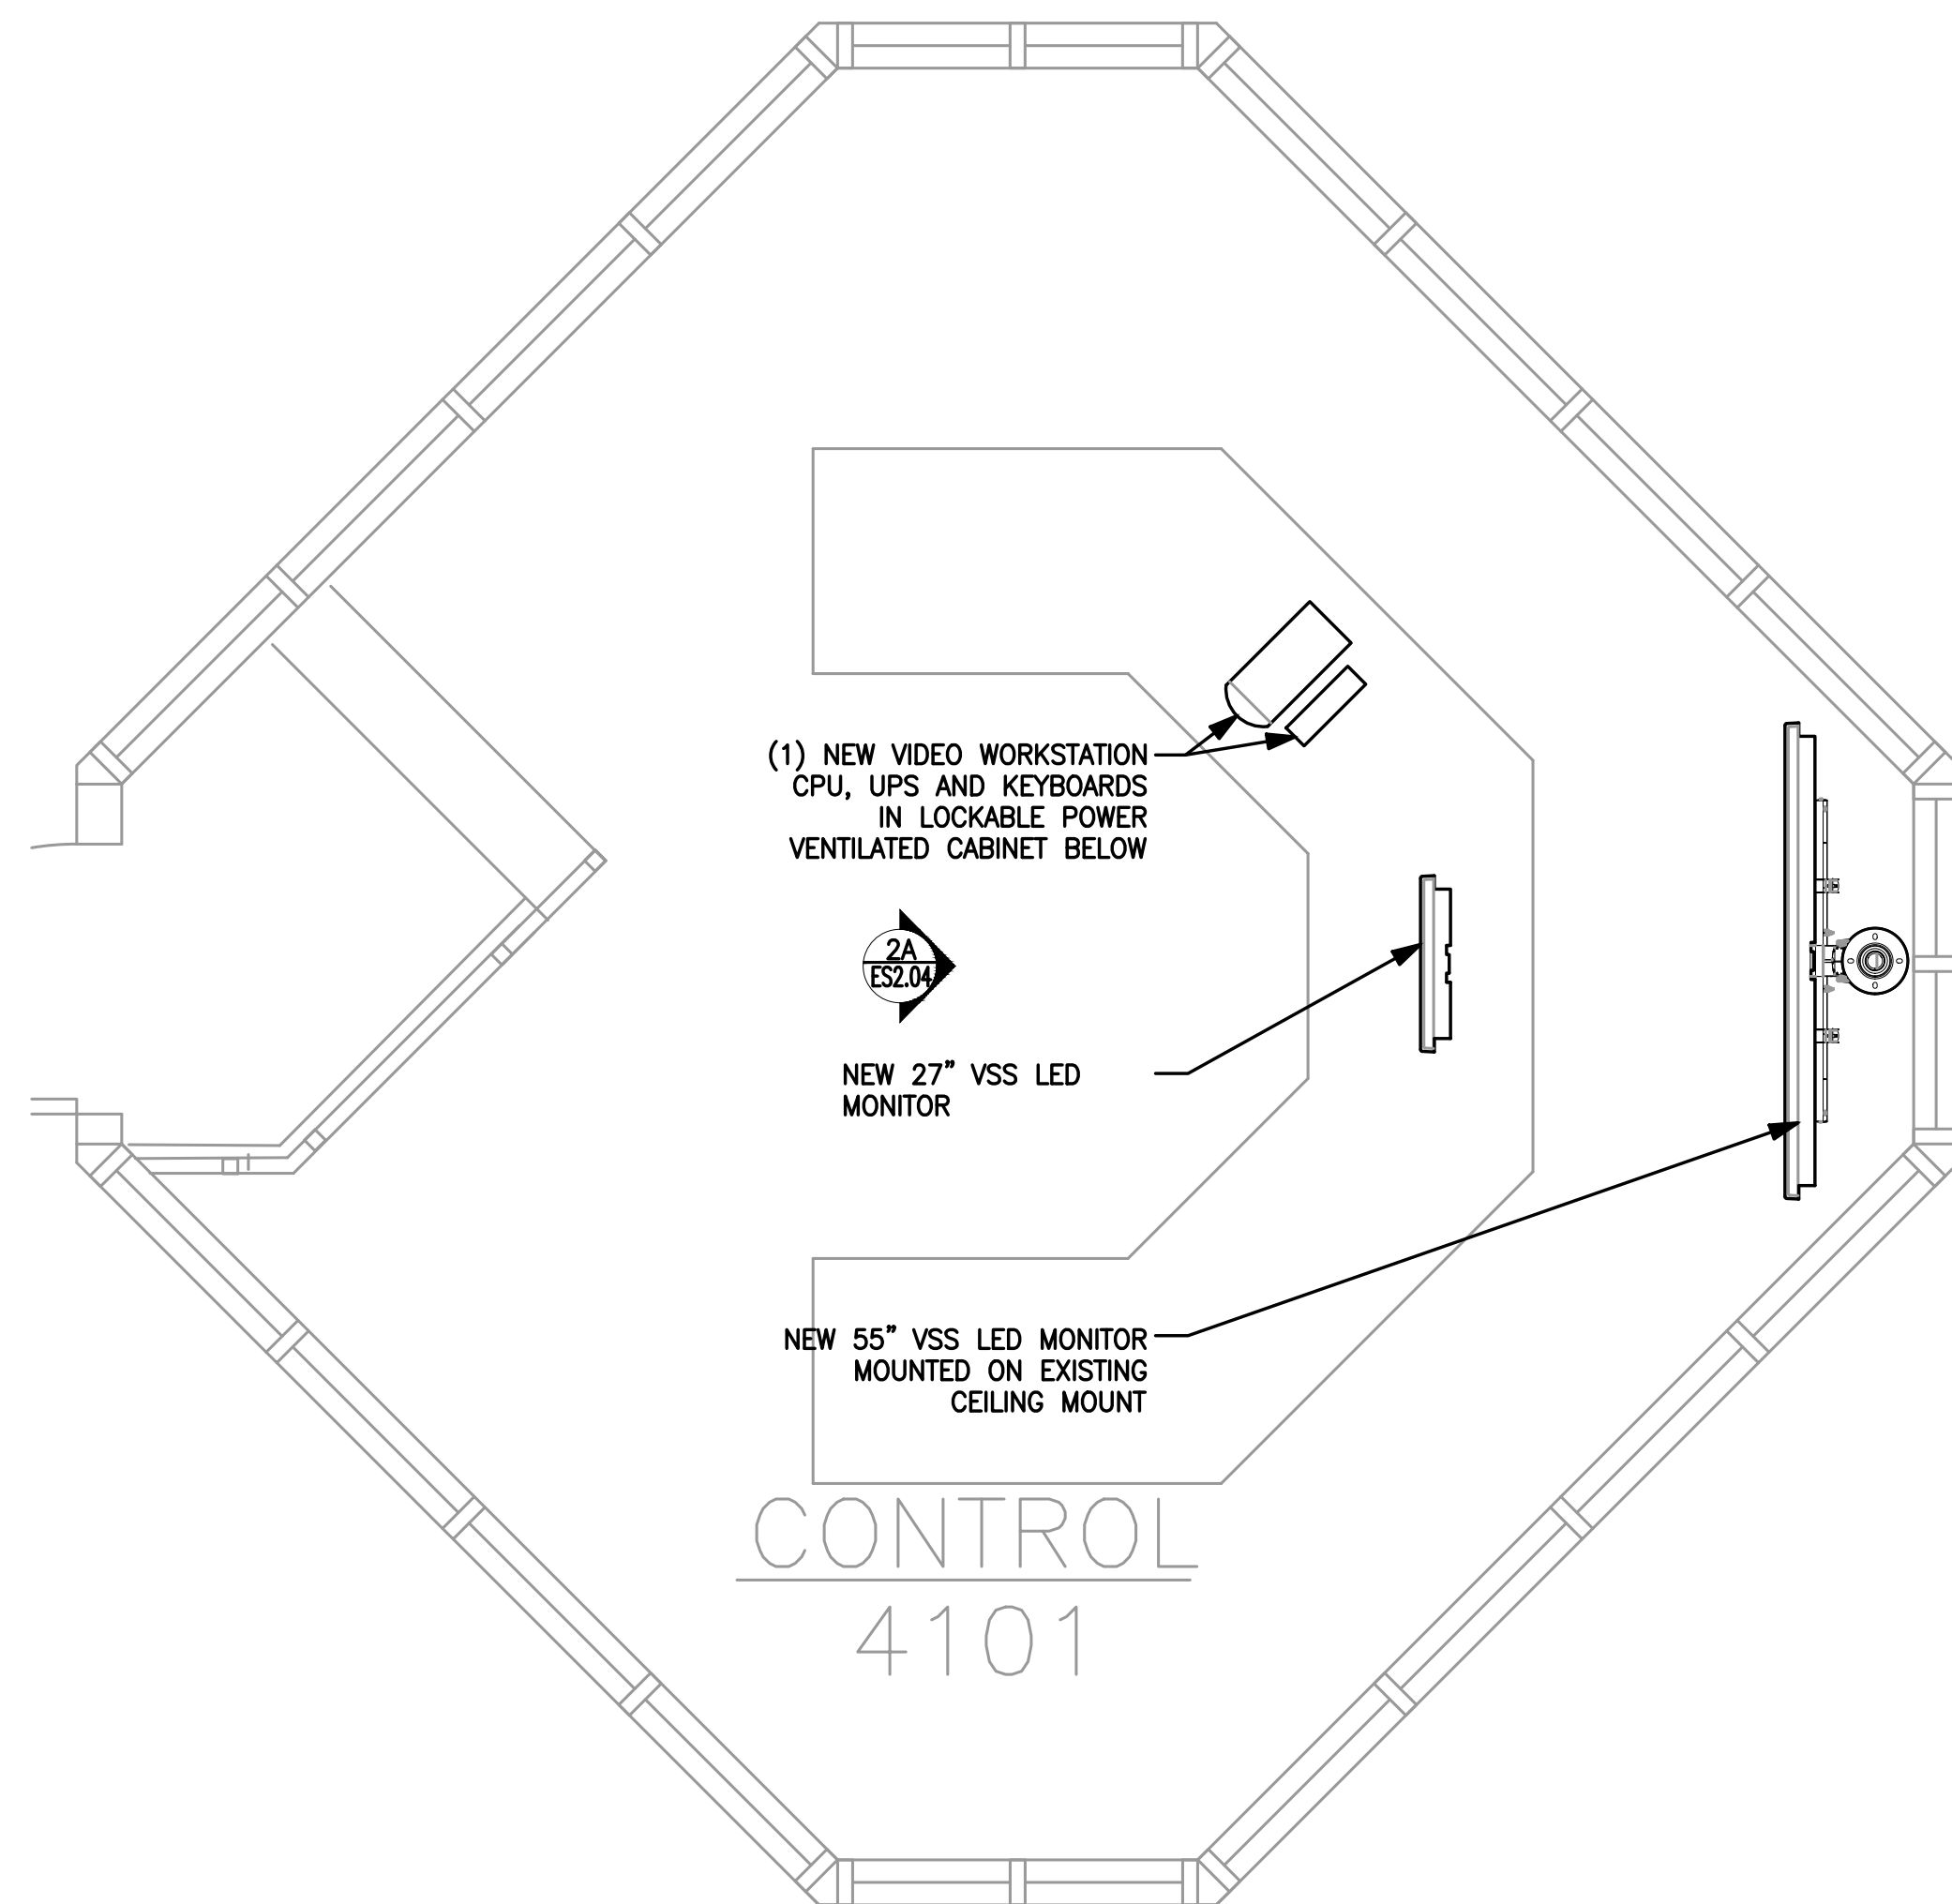 (1) NEW VIDEO WORKSTATION
CPU, UPS AND KEYBOARDS
IN LOCKABLE POWER
VENTILATED CABINET BELOW
2A
ES2.04
NEW 27" VSS LED
MONITOR
NEW 55" VSS LED MONITOR
MOUNTED ON EXISTING
CEILING MOUNT
CONTROL
4101